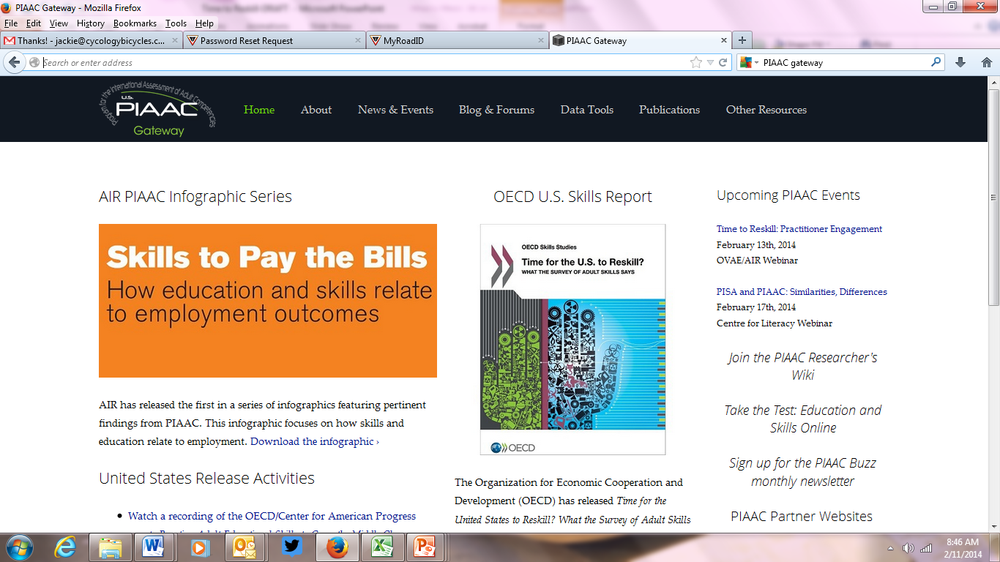 PIAAC Gateway - Mozilla Firefox
File Edit View History Bookmarks Tools Help
Thanks! - jackie@cycologybicycles.c...
Password Reset Request
MyRoadID
PIAAC Gateway
Search or enter address
PIAAC gateway
Program for the International Assessment of Adult Competencies
U.S.
PIAAC
Gateway
Home
About
News & Events
Blog & Forums
Data Tools
Publications
Other Resources
AIR PIAAC Infographic Series
Skills to Pay the Bills
How education and skills relate
to employment outcomes
AIR has released the first in a series of infographics featuring pertinent
findings from PIAAC. This infographic focuses on how skills and
education relate to employment. Download the infographic ›
United States Release Activities
• Watch a recording of the OECD/Center for American Progress
OECD U.S. Skills Report
OECD Skills Studies
Time for the U.S. to Reskill?
WHAT THE SURVEY OF ADULT SKILLS SAYS
OECD
The Organization for Economic Cooperation and
Development (OECD) has released Time for the
United States to Reskill? What the Survey of Adult Skills
Upcoming PIAAC Events
Time to Reskill: Practitioner Engagement
February 13th, 2014
OVAE/AIR Webinar
PISA and PIAAC: Similarities, Differences
February 17th, 2014
Centre for Literacy Webinar
Join the PIAAC Researcher's
Wiki
Take the Test: Education and
Skills Online
Sign up for the PIAAC Buzz
monthly newsletter
PIAAC Partner Websites
8:46 AM
2/11/2014